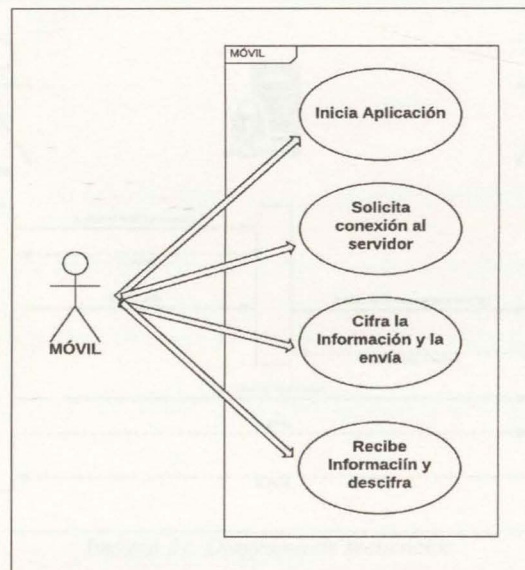 MÓVIL
Inicia Aplicación
Solicita
conexión al
servidor
MÓVIL
Cifra la
Información y la
envía
Recibe
Informaciín y
descifra